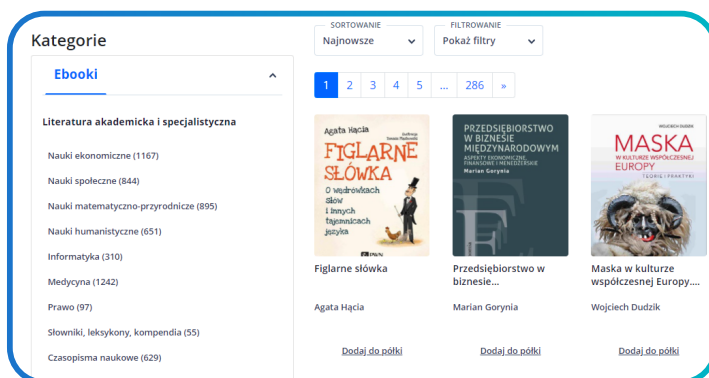 Kategorie
Ebooki
Literatura akademicka i specjalistyczna
Nauki ekonomiczne (1167)
Nauki społeczne (844)
Nauki matematyczno-przyrodnicze (895)
Nauki humanistyczne (651)
Informatyka (310)
Medycyna (1242)
Prawo (97)
Słowniki, leksykony, kompendia (55)
Czasopisma naukowe (629)
SORTOWANIE
Najnowsze
FILTROWANIE
Pokaż filtry
1 2 3 4 5 ... 286 »
Agata Hącia
FIGLARNE
SŁÓWKA
O wędrówkach
słów
i innych
tajemnicach
języka
Figlarne słówka
Agata Hącia
Dodaj do półki
PRZEDSIĘBIORSTWO
W BIZNESIE
MIĘDZYNARODOWYM
ASPEKTY EKONOMICZNE,
FINANSOWE I MENEDŻERSKIE
Marian Gorynia
Przedsiębiorstwo w
biznesie...
Marian Gorynia
Dodaj do półki
WOJCIECH DUDZIK
MASKA
W KULTURZE WSPÓŁCZESNEJ
EUROPY
TEORIE I PRAKTYKI
Maska w kulturze
współczesnej Europy....
Wojciech Dudzik
Dodaj do półki